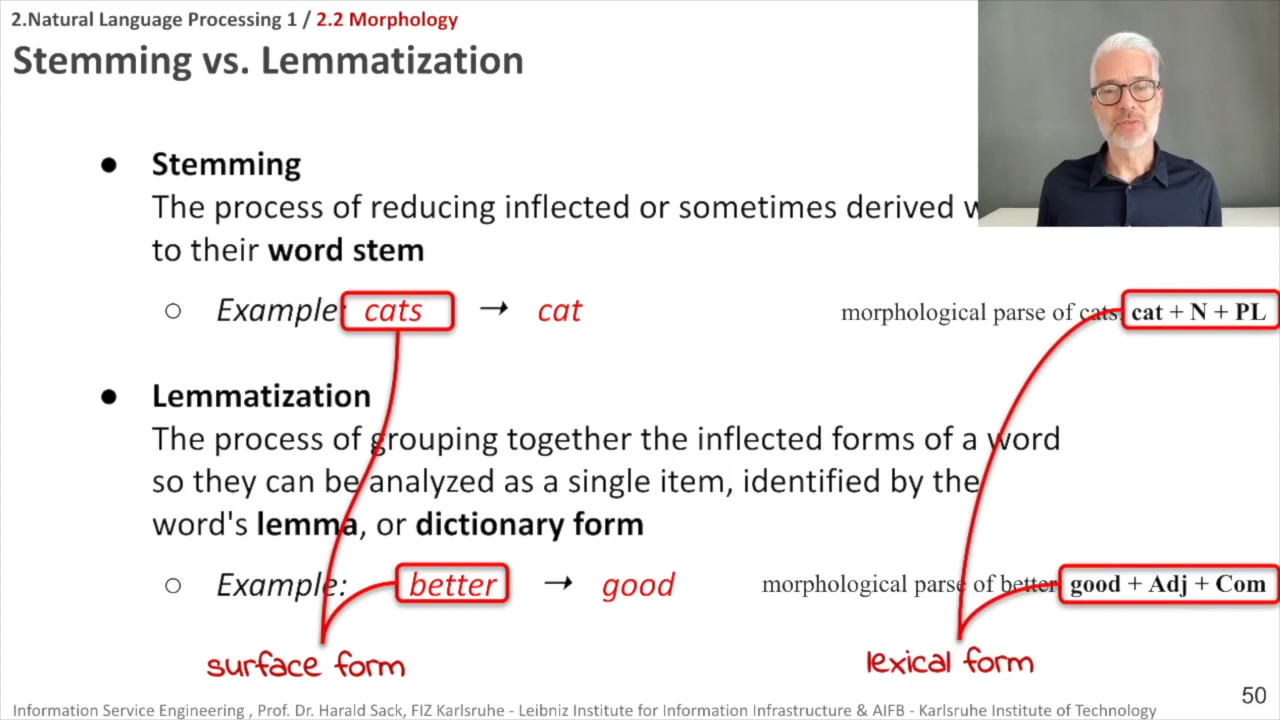 2.Natural Language Processing 1 / 2.2 Morphology
Stemming vs. Lemmatization
● Stemming
The process of reducing inflected or sometimes derived
to their word stem
○ Example: cats → cat
morphological parse of cats: cat + N + PL
● Lemmatization
The process of grouping together the inflected forms of a word
so they can be analyzed as a single item, identified by the
word's lemma, or dictionary form
○ Example: better → good
morphological parse of better: good + Adj + Com
surface form
lexical form
50
Information Service Engineering , Prof. Dr. Harald Sack, FIZ Karlsruhe - Leibniz Institute for Information Infrastructure & AIFB - Karlsruhe Institute of Technology